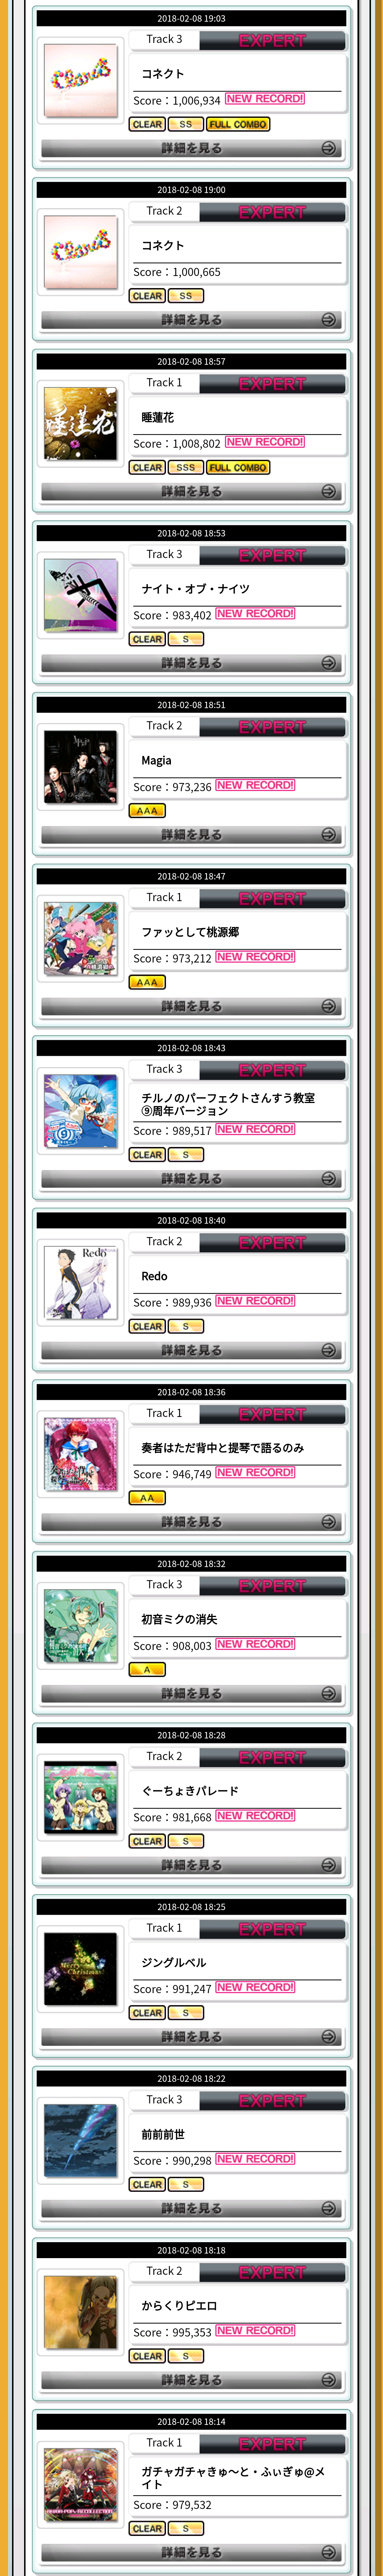 2018-02-08 19:03
Track 3 EXPERT
ClariS
コネクト
Score：1,006,934 NEW RECORD!
CLEAR SS FULL COMBO
詳細を見る
2018-02-08 19:00
Track 2 EXPERT
ClariS
コネクト
Score：1,000,665
CLEAR SS
詳細を見る
2018-02-08 18:57
Track 1 EXPERT
睡蓮花
睡蓮花
Score：1,008,802 NEW RECORD!
CLEAR SSS FULL COMBO
詳細を見る
2018-02-08 18:53
Track 3 EXPERT
ナイト・オブ・ナイツ
Score：983,402 NEW RECORD!
CLEAR S
詳細を見る
2018-02-08 18:51
Track 2 EXPERT
Magia
Score：973,236 NEW RECORD!
AAA
詳細を見る
2018-02-08 18:47
Track 1 EXPERT
ファッとして桃源郷
Score：973,212 NEW RECORD!
AAA
詳細を見る
2018-02-08 18:43
Track 3 EXPERT
チルノのパーフェクトさんすう教室
⑨周年バージョン
Score：989,517 NEW RECORD!
CLEAR S
詳細を見る
2018-02-08 18:40
Track 2 EXPERT
Redo
Redo
Score：989,936 NEW RECORD!
CLEAR S
詳細を見る
2018-02-08 18:36
Track 1 EXPERT
奏者はただ背中と提琴で語るのみ
Score：946,749 NEW RECORD!
AA
詳細を見る
2018-02-08 18:32
Track 3 EXPERT
初音ミクの消失
Score：908,003 NEW RECORD!
A
詳細を見る
2018-02-08 18:28
Track 2 EXPERT
ぐーちょきパレード
Score：981,668 NEW RECORD!
CLEAR S
詳細を見る
2018-02-08 18:25
Track 1 EXPERT
Merry Christmas
ジングルベル
Score：991,247 NEW RECORD!
CLEAR S
詳細を見る
2018-02-08 18:22
Track 3 EXPERT
前前前世
Score：990,298 NEW RECORD!
CLEAR S
詳細を見る
2018-02-08 18:18
Track 2 EXPERT
からくりピエロ
Score：995,353 NEW RECORD!
CLEAR S
詳細を見る
2018-02-08 18:14
Track 1 EXPERT
ガチャガチャきゅ～と・ふぃぎゅ@メ
イト
Score：979,532
CLEAR S
詳細を見る